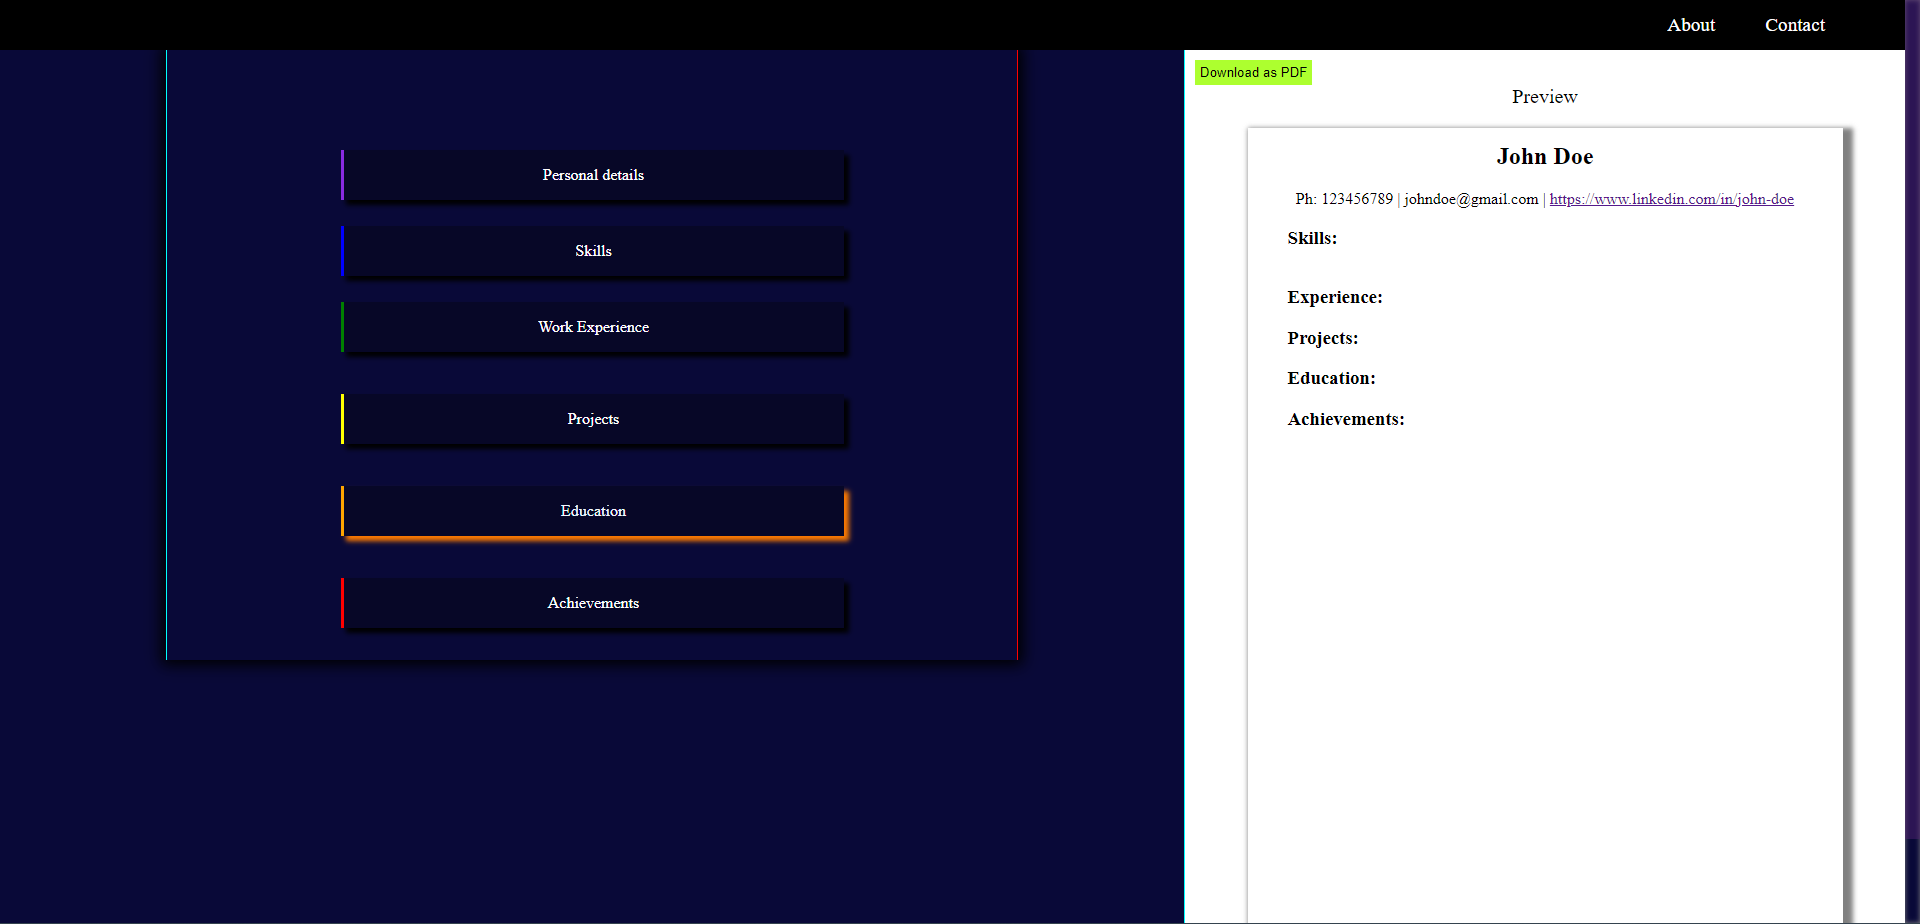 About Contact
Personal details
Skills
Work Experience
Projects
Education
Achievements
Download as PDF
Preview
John Doe
Ph: 123456789 | johndoe@gmail.com | https://www.linkedin.com/in/john-doe
Skills:
Experience:
Projects:
Education:
Achievements: